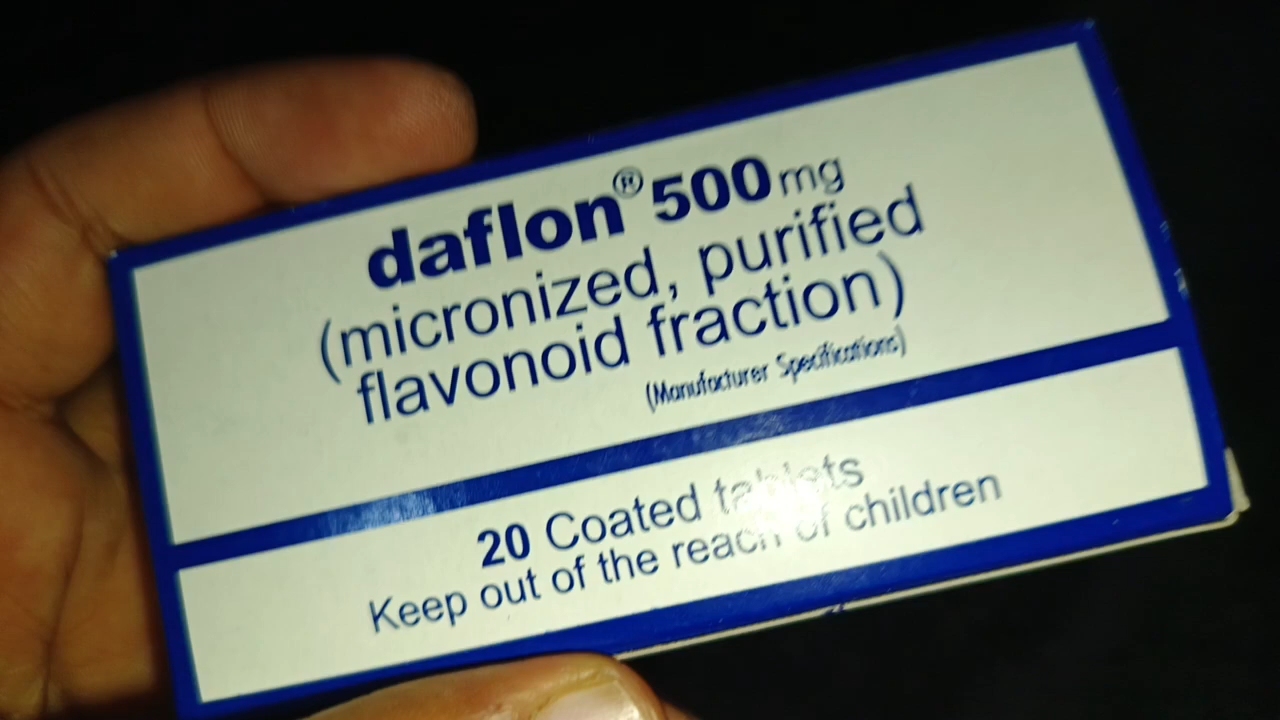 daflon® 500 mg
(micronized, purified
flavonoid fraction)
(Manufacturer Specifications)
20 Coated tablets
Keep out of the reach of children